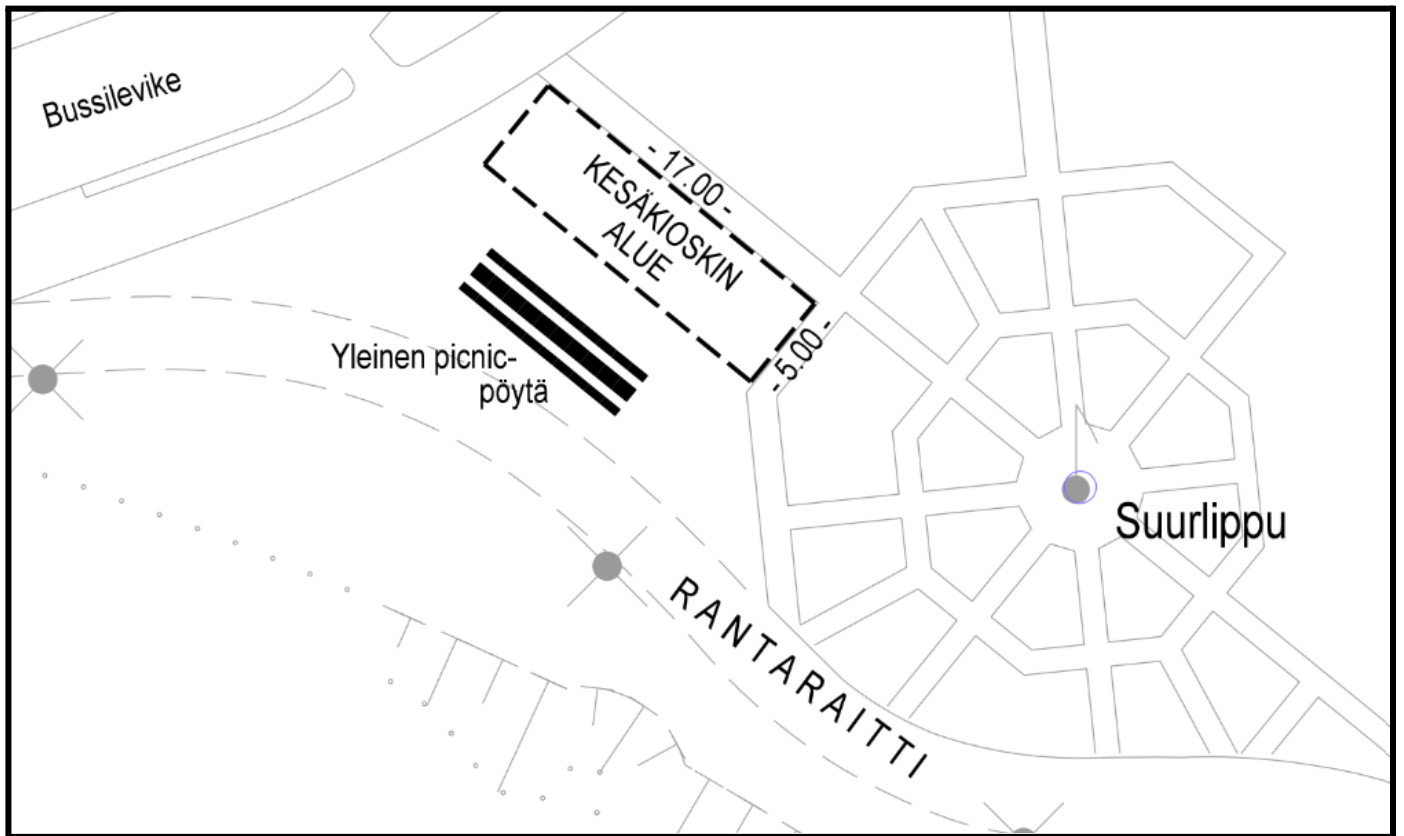 Bussilevike
- 17.00 -
KESÄKIOSKIN
ALUE
- 5.00 -
Yleinen picnic-
pöytä
Suurlippu
RANTARAITTI